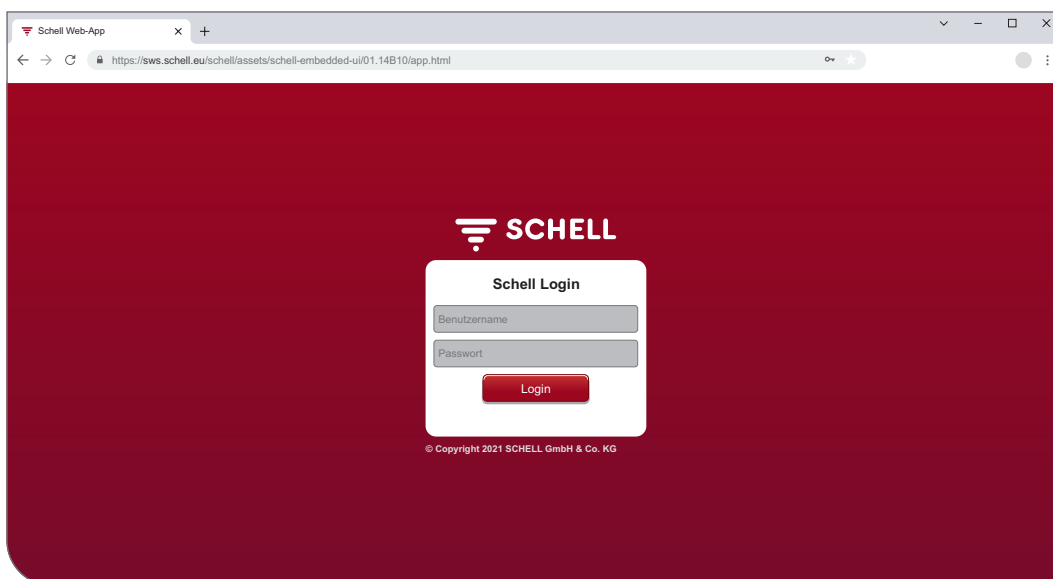 Schell Web-App
https://sws.schell.eu/schell/assets/schell-embedded-ui/01.14B10/app.html
SCHELL
Schell Login
Benutzername
Passwort
Login
© Copyright 2021 SCHELL GmbH & Co. KG